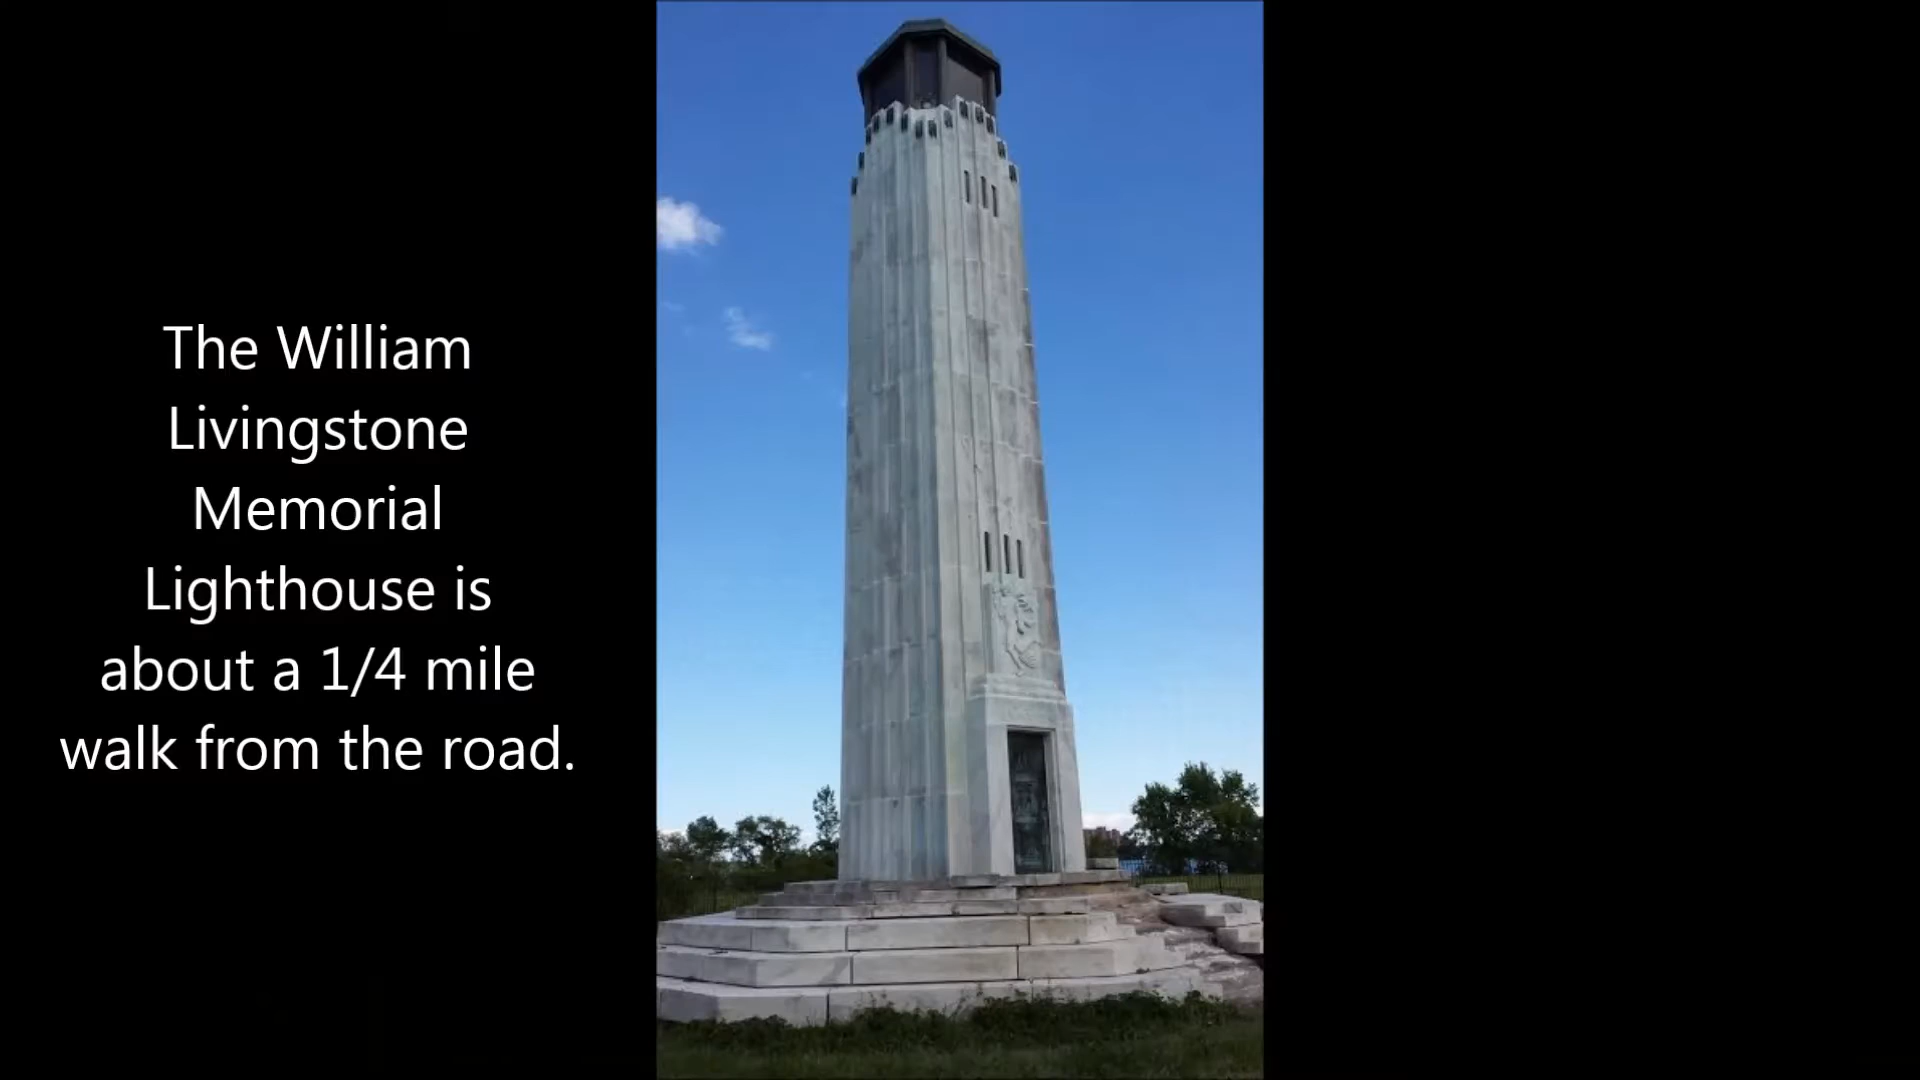 The William
Livingstone
Memorial
Lighthouse is
about a 1/4 mile
walk from the road.